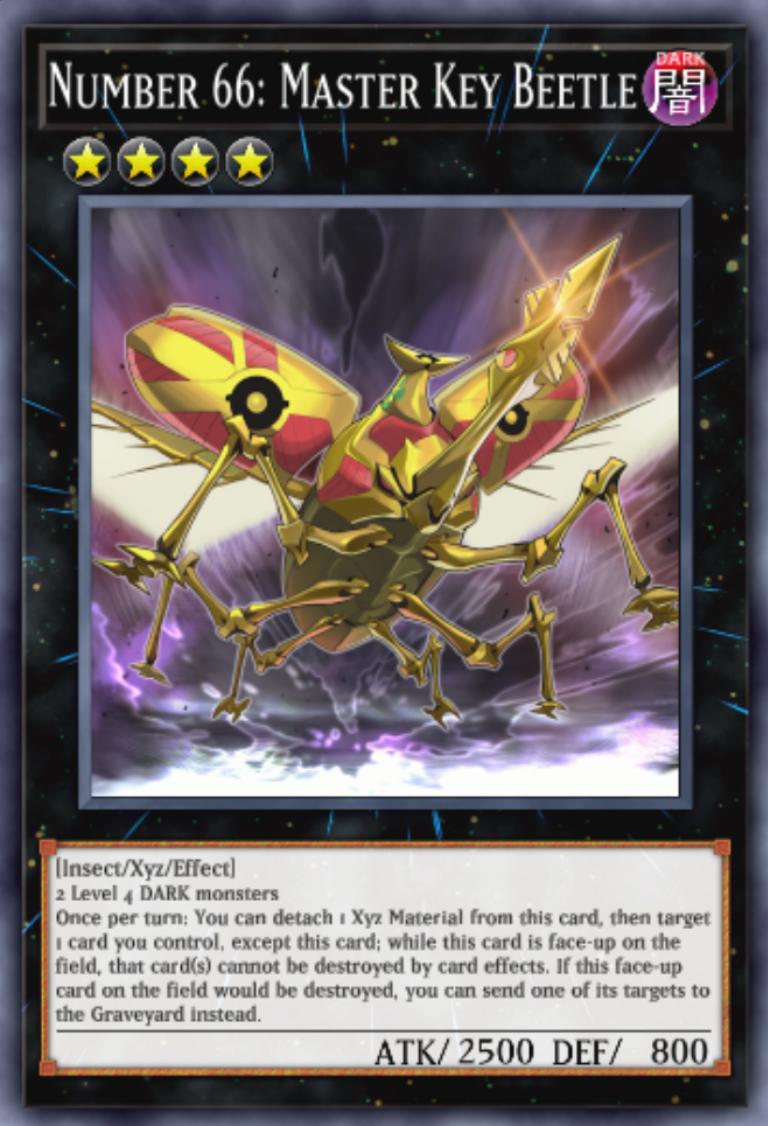 NUMBER 66: MASTER KEY BEETLE
DARK
闇
[Insect/Xyz/Effect]
2 Level 4 DARK monsters
Once per turn: You can detach 1 Xyz Material from this card, then target
1 card you control, except this card; while this card is face-up on the
field, that card(s) cannot be destroyed by card effects. If this face-up
card on the field would be destroyed, you can send one of its targets to
the Graveyard instead.
ATK/ 2500 DEF/ 800